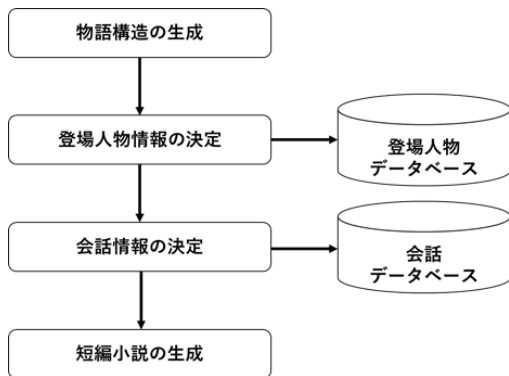 物語構造の生成
登場人物情報の決定
登場人物
データベース
会話情報の決定
会話
データベース
短編小説の生成